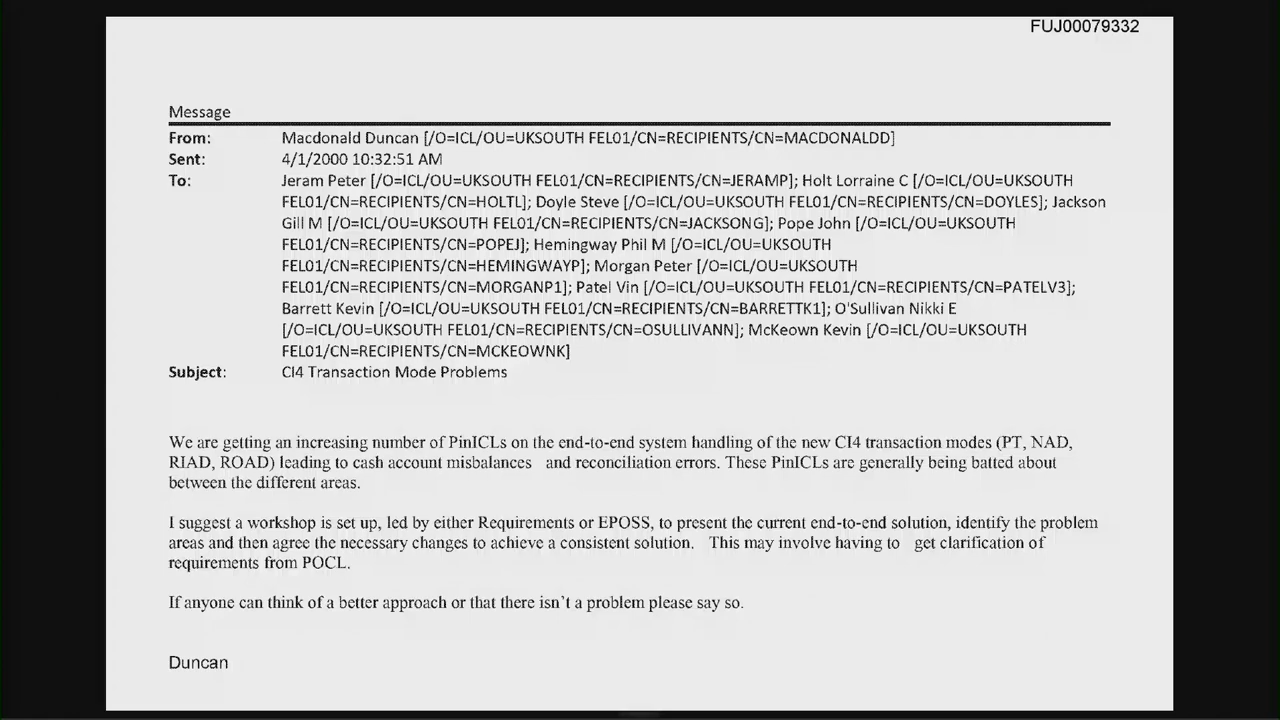 FUJ00079332
Message
From: Macdonald Duncan [/O=ICL/OU=UKSOUTH FEL01/CN=RECIPIENTS/CN=MACDONALDD]
Sent: 4/1/2000 10:32:51 AM
To: Jeram Peter [/O=ICL/OU=UKSOUTH FEL01/CN=RECIPIENTS/CN=JERAMP]; Holt Lorraine C [/O=ICL/OU=UKSOUTH
FEL01/CN=RECIPIENTS/CN=HOLTL]; Doyle Steve [/O=ICL/OU=UKSOUTH FEL01/CN=RECIPIENTS/CN=DOYLES]; Jackson
Gill M [/O=ICL/OU=UKSOUTH FEL01/CN=RECIPIENTS/CN=JACKSONG]; Pope John [/O=ICL/OU=UKSOUTH
FEL01/CN=RECIPIENTS/CN=POPEJ]; Hemingway Phil M [/O=ICL/OU=UKSOUTH
FEL01/CN=RECIPIENTS/CN=HEMINGWAYP]; Morgan Peter [/O=ICL/OU=UKSOUTH
FEL01/CN=RECIPIENTS/CN=MORGANP1]; Patel Vin [/O=ICL/OU=UKSOUTH FEL01/CN=RECIPIENTS/CN=PATELV3];
Barrett Kevin [/O=ICL/OU=UKSOUTH FEL01/CN=RECIPIENTS/CN=BARRETTK1]; O'Sullivan Nikki E
[/O=ICL/OU=UKSOUTH FEL01/CN=RECIPIENTS/CN=OSULLIVANN]; McKeown Kevin [/O=ICL/OU=UKSOUTH
FEL01/CN=RECIPIENTS/CN=MCKEOWNK]
Subject: CI4 Transaction Mode Problems
We are getting an increasing number of PinICLs on the end-to-end system handling of the new CI4 transaction modes (PT, NAD,
RIAD, ROAD) leading to cash account misbalances and reconciliation errors. These PinICLs are generally being batted about
between the different areas.
I suggest a workshop is set up, led by either Requirements or EPOSS, to present the current end-to-end solution, identify the problem
areas and then agree the necessary changes to achieve a consistent solution. This may involve having to get clarification of
requirements from POCL.
If anyone can think of a better approach or that there isn't a problem please say so.
Duncan